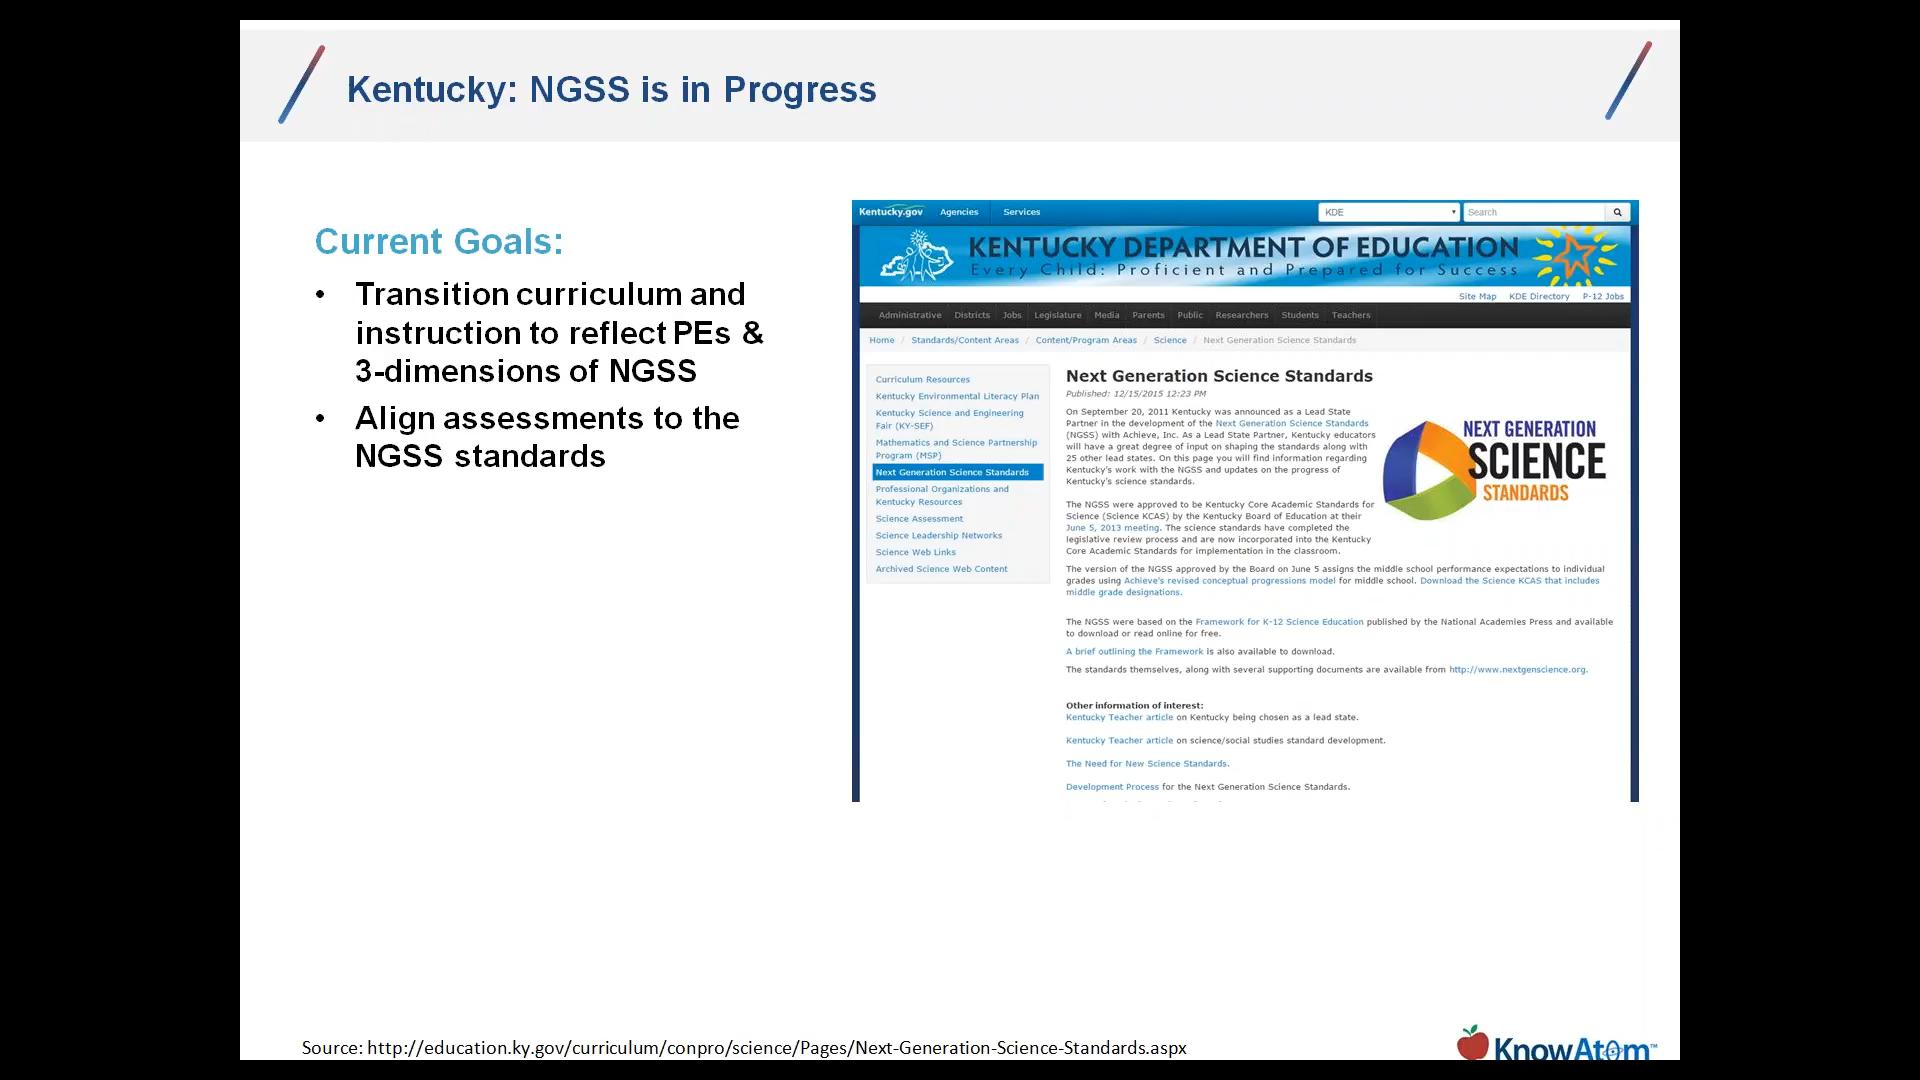 Kentucky: NGSS is in Progress
Current Goals:
• Transition curriculum and
instruction to reflect PEs &
3-dimensions of NGSS
• Align assessments to the
NGSS standards
Kentucky.gov Agencies Services KDE Search
KENTUCKY DEPARTMENT OF EDUCATION
Every Child: Proficient and Prepared for Success
Site Map KDE Directory P-12 Jobs
Administrative Districts Jobs Legislature Media Parents Public Researchers Students Teachers
Home / Standards/Content Areas / Content/Program Areas / Science / Next Generation Science Standards
Curriculum Resources
Kentucky Environmental Literacy Plan
Kentucky Science and Engineering
Fair (KY-SEF)
Mathematics and Science Partnership
Program (MSP)
Next Generation Science Standards
Professional Organizations and
Kentucky Resources
Science Assessment
Science Leadership Networks
Science Web Links
Archived Science Web Content
Next Generation Science Standards
Published: 12/15/2015 12:23 PM
On September 20, 2011 Kentucky was announced as a Lead State
Partner in the development of the Next Generation Science Standards
(NGSS) with Achieve, Inc. As a Lead State Partner, Kentucky educators
will have a great degree of input on shaping the standards along with
25 other lead states. On this page you will find information regarding
Kentucky's work with the NGSS and updates on the progress of
Kentucky's science standards.
NEXT GENERATION
SCIENCE
STANDARDS
The NGSS were approved to be Kentucky Core Academic Standards for
Science (Science KCAS) by the Kentucky Board of Education at their
June 5, 2013 meeting. The science standards have completed the
legislative review process and are now incorporated into the Kentucky
Core Academic Standards for implementation in the classroom.
The version of the NGSS approved by the Board on June 5 assigns the middle school performance expectations to individual
grades using Achieve's revised conceptual progressions model for middle school. Download the Science KCAS that includes
middle grade designations.
The NGSS were based on the Framework for K-12 Science Education published by the National Academies Press and available
to download or read online for free.
A brief outlining the Framework is also available to download.
The standards themselves, along with several supporting documents are available from http://www.nextgenscience.org.
Other information of interest:
Kentucky Teacher article on Kentucky being chosen as a lead state.
Kentucky Teacher article on science/social studies standard development.
The Need for New Science Standards.
Development Process for the Next Generation Science Standards.
Source: http://education.ky.gov/curriculum/conpro/science/Pages/Next-Generation-Science-Standards.aspx
KnowAtom™